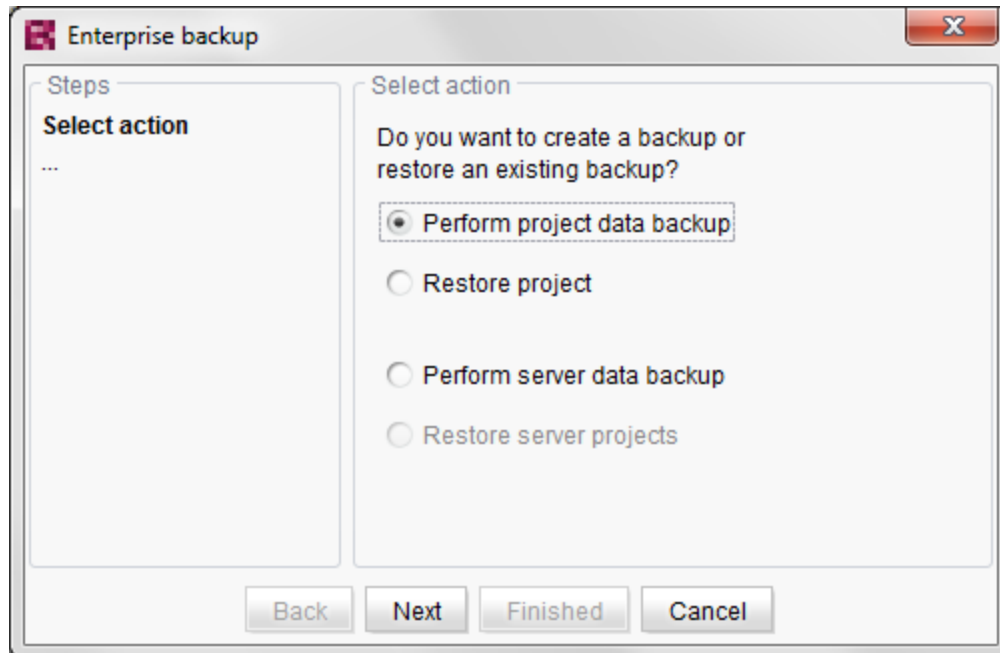 Enterprise backup
Steps
Select action
...
Select action
Do you want to create a backup or
restore an existing backup?
Perform project data backup
Restore project
Perform server data backup
Restore server projects
Back
Next
Finished
Cancel